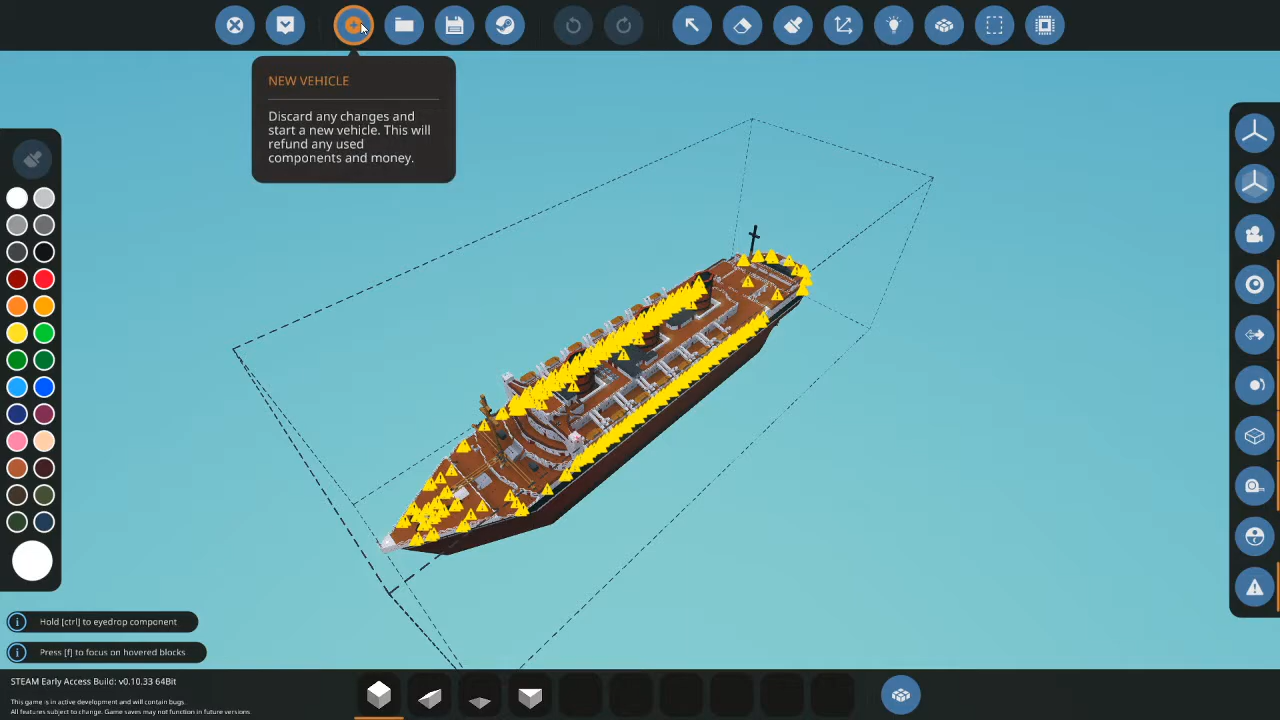 NEW VEHICLE
Discard any changes and
start a new vehicle. This will
refund any used
components and money.
Hold [ctrl] to eyedrop component
Press [f] to focus on hovered blocks
STEAM Early Access Build: v0.10.33 64Bit
This game is in active development and will contain bugs.
All features subject to change. Game saves may not function in future versions